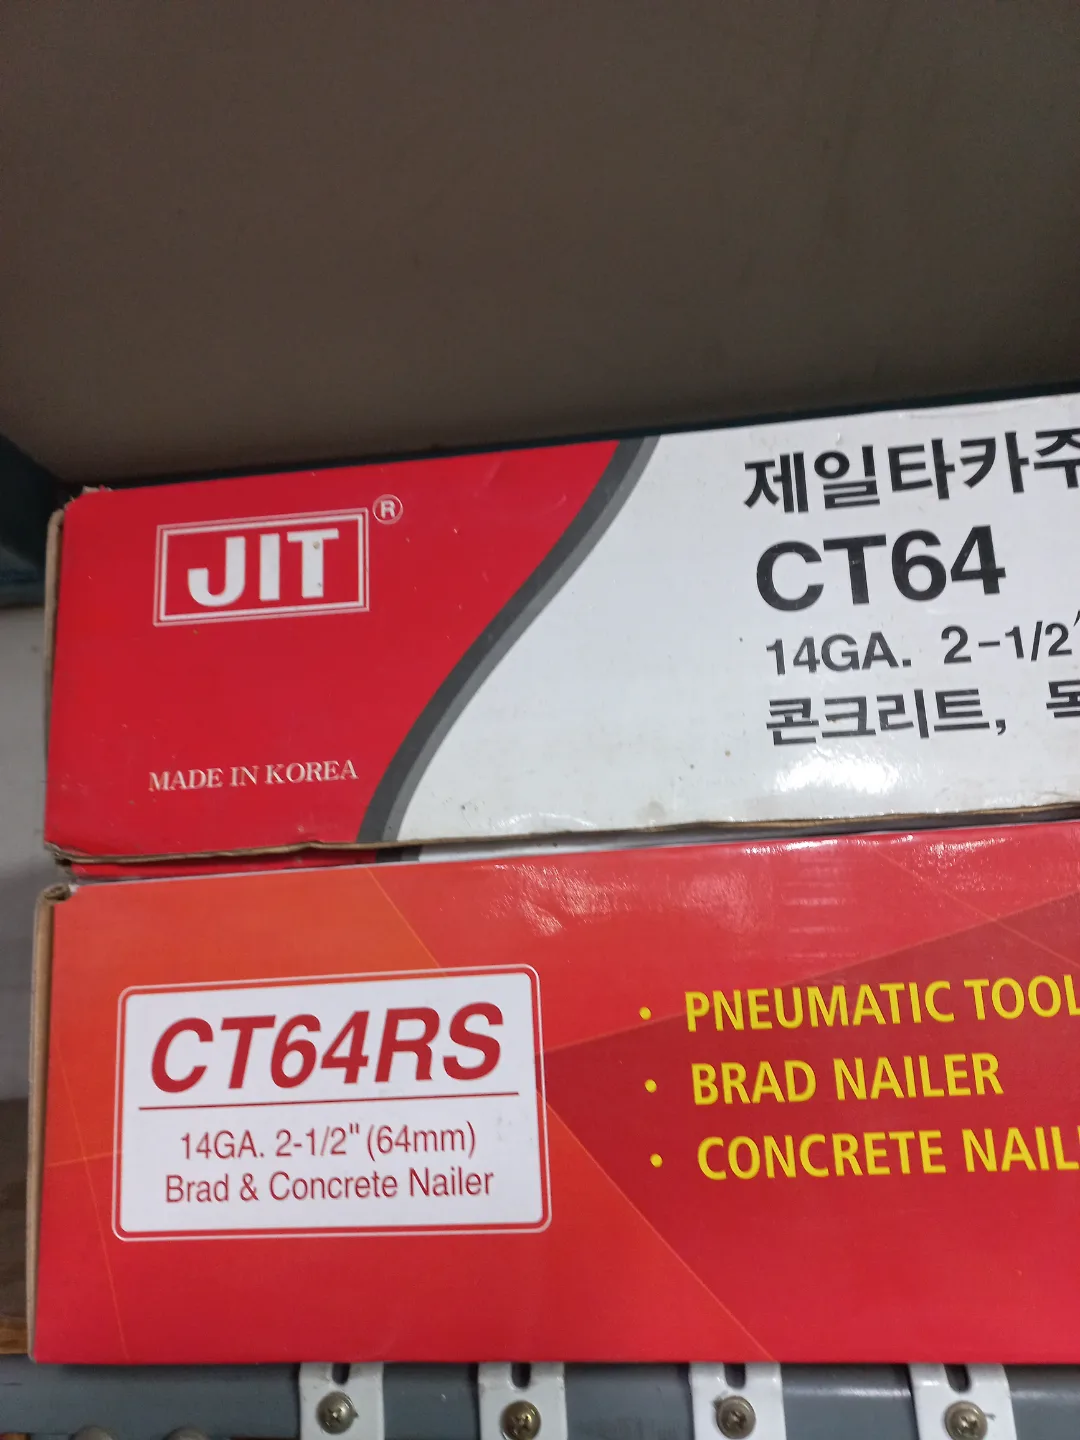 JIT ®
MADE IN KOREA
제일타카주
CT64
14GA. 2-1/2"
콘크리트,
CT64RS
14GA. 2-1/2" (64mm)
Brad & Concrete Nailer
• PNEUMATIC TOOL
• BRAD NAILER
• CONCRETE NAIL